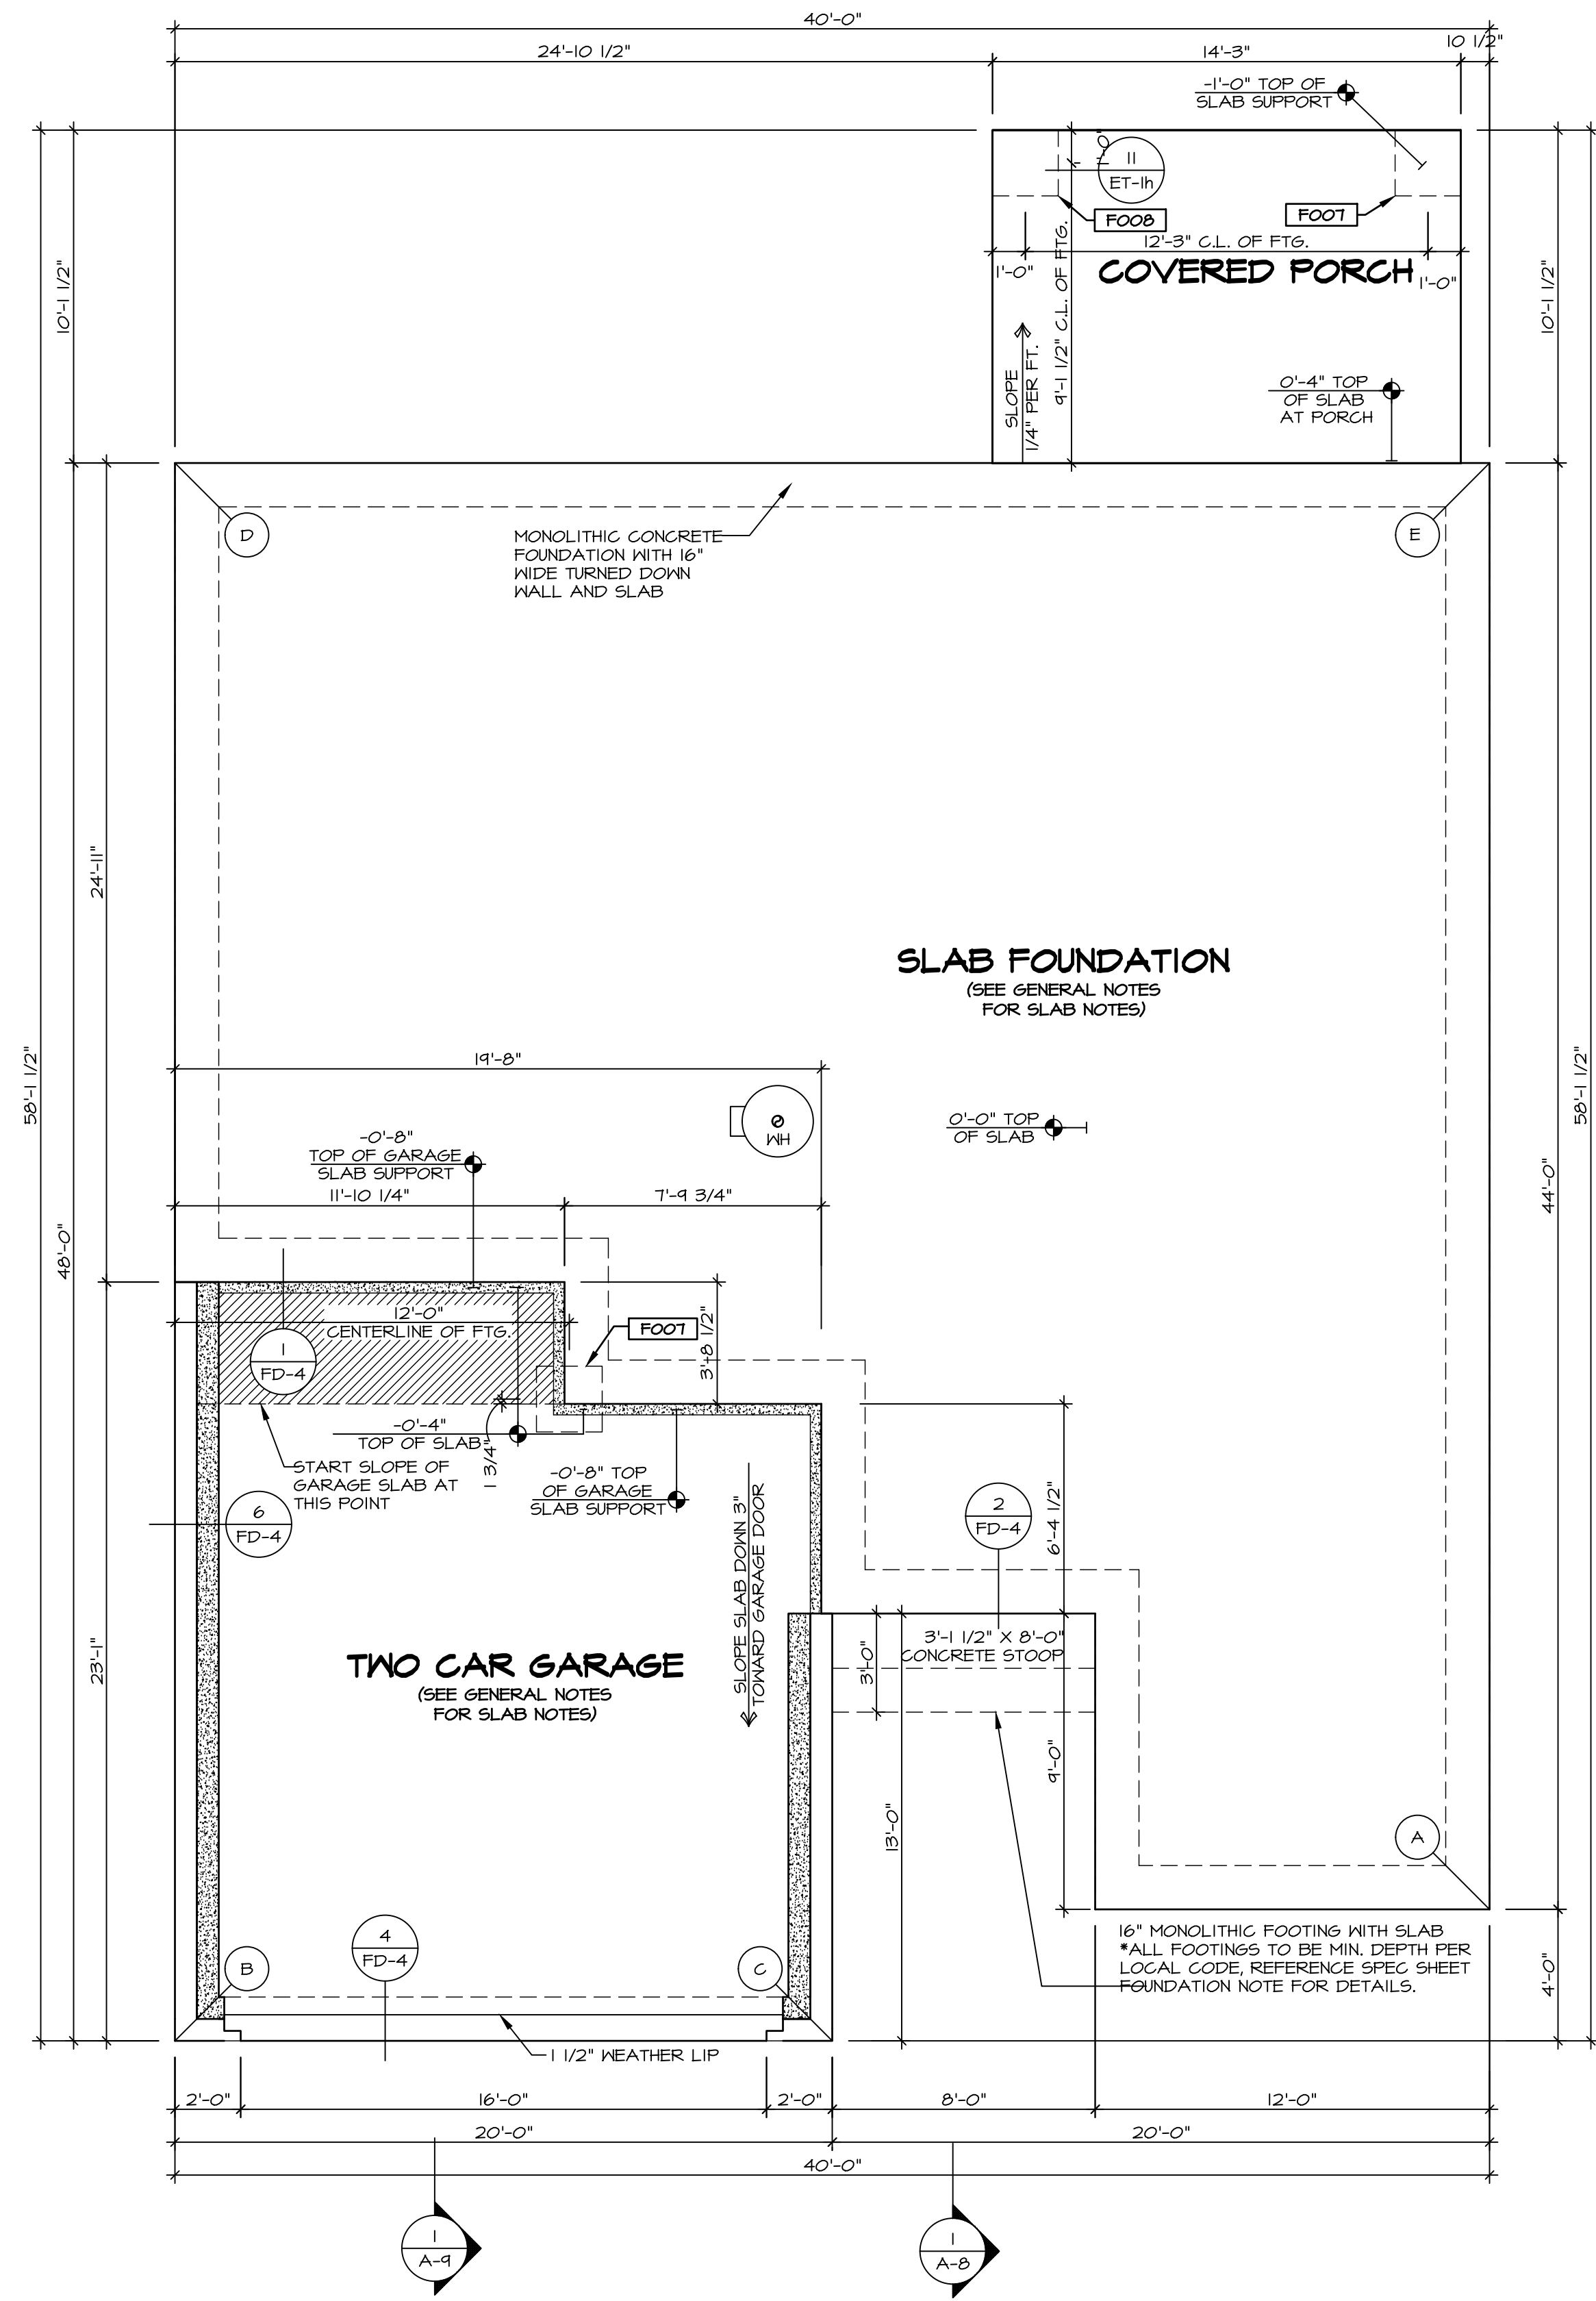 40'-0"
24'-10 1/2"
14'-3"
10 1/2"
-1'-0" TOP OF
SLAB SUPPORT
1'-0"
11
ET-1h
F008
F007
12'-3" C.L. OF FTG.
1'-0"
COVERED PORCH
1'-0"
9'-1 1/2" C.L. OF FTG.
SLOPE
1/4" PER FT.
0'-4" TOP
OF SLAB
AT PORCH
10'-1 1/2"
10'-1 1/2"
D
E
MONOLITHIC CONCRETE
FOUNDATION WITH 16"
WIDE TURNED DOWN
WALL AND SLAB
24'-11"
SLAB FOUNDATION
(SEE GENERAL NOTES
FOR SLAB NOTES)
58'-1 1/2"
58'-1 1/2"
19'-8"
WH
0'-0" TOP
OF SLAB
-0'-8"
TOP OF GARAGE
SLAB SUPPORT
11'-10 1/4"
7'-9 3/4"
48'-0"
44'-0"
12'-0"
CENTERLINE OF FTG.
F007
3'-8 1/2"
1
FD-4
-0'-4"
TOP OF SLAB
1 3/4"
START SLOPE OF
GARAGE SLAB AT
THIS POINT
-0'-8" TOP
OF GARAGE
SLAB SUPPORT
6
FD-4
2
FD-4
6'-4 1/2"
SLOPE SLAB DOWN 3"
TOWARD GARAGE DOOR
23'-1"
TWO CAR GARAGE
(SEE GENERAL NOTES
FOR SLAB NOTES)
3'-1 1/2" X 8'-0"
CONCRETE STOOP
3'-0"
9'-0"
13'-0"
A
4
FD-4
B
C
16" MONOLITHIC FOOTING WITH SLAB
*ALL FOOTINGS TO BE MIN. DEPTH PER
LOCAL CODE, REFERENCE SPEC SHEET
FOUNDATION NOTE FOR DETAILS.
4'-0"
1 1/2" WEATHER LIP
2'-0"
16'-0"
2'-0"
8'-0"
12'-0"
20'-0"
20'-0"
40'-0"
1
A-9
1
A-8